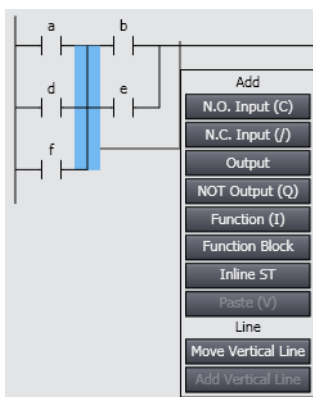 a b
d e
f
Add
N.O. Input (C)
N.C. Input (/)
Output
NOT Output (Q)
Function (I)
Function Block
Inline ST
Paste (V)
Line
Move Vertical Line
Add Vertical Line